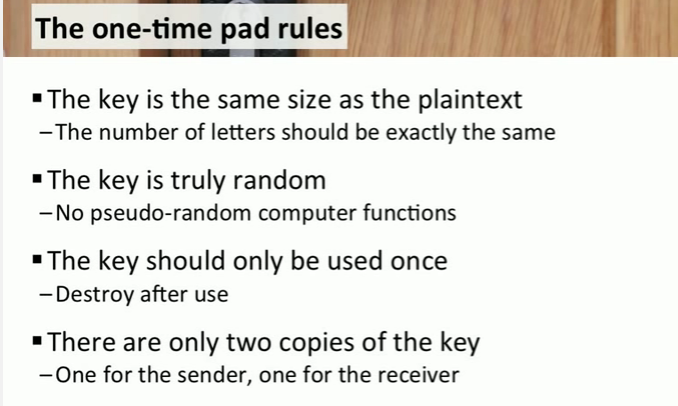 The one-time pad rules
▪ The key is the same size as the plaintext
– The number of letters should be exactly the same
▪ The key is truly random
– No pseudo-random computer functions
▪ The key should only be used once
– Destroy after use
▪ There are only two copies of the key
– One for the sender, one for the receiver